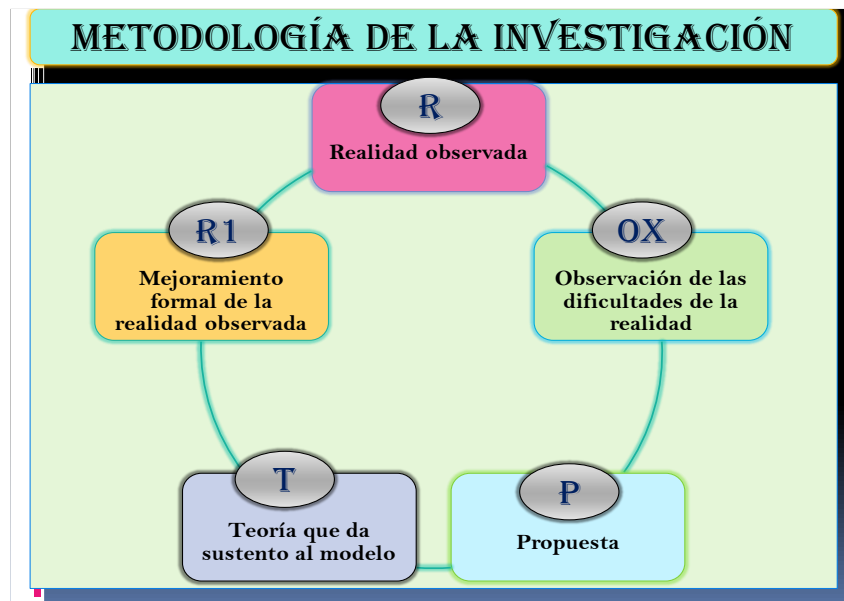 METODOLOGÍA DE LA INVESTIGACIÓN
R
Realidad observada
R1
Mejoramiento
formal de la
realidad observada
OX
Observación de las
dificultades de la
realidad
T
Teoría que da
sustento al modelo
P
Propuesta